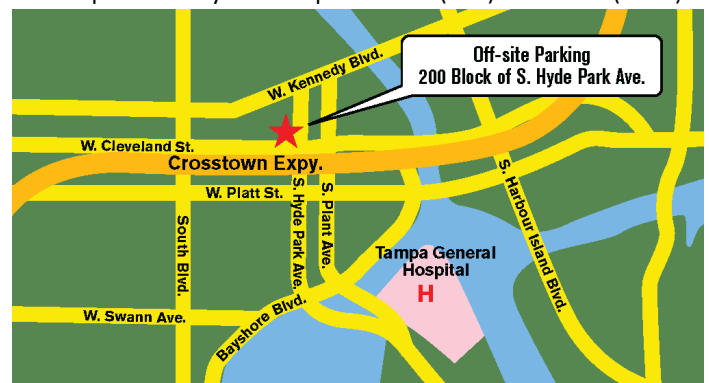 Off-site Parking
200 Block of S. Hyde Park Ave.
W. Kennedy Blvd.
W. Cleveland St.
Crosstown Expy.
W. Platt St.
S. Hyde Park Ave.
S. Plant Ave.
South Blvd.
S. Harbour Island Blvd.
Tampa General
Hospital
H
W. Swann Ave.
Bayshore Blvd.